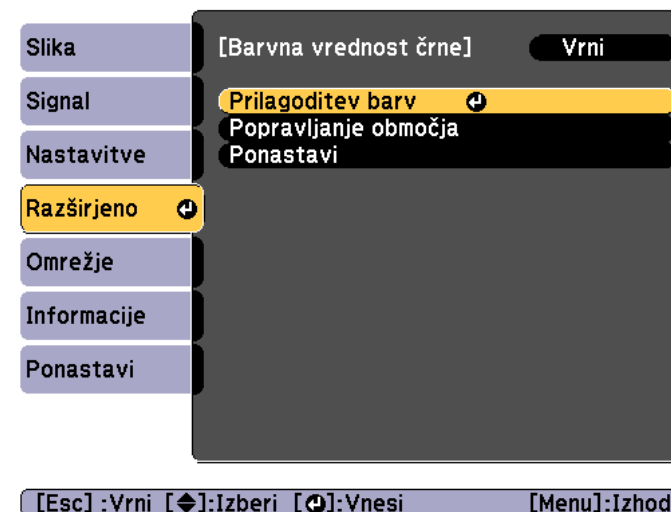 Slika
Signal
Nastavitve
Razširjeno
Omrežje
Informacije
Ponastavi
[Barvna vrednost črne] Vrni
Prilagoditev barv
Popravljanje območja
Ponastavi
[Esc] :Vrni [◆]:Izberi [↵]:Vnesi [Menu]:Izhod